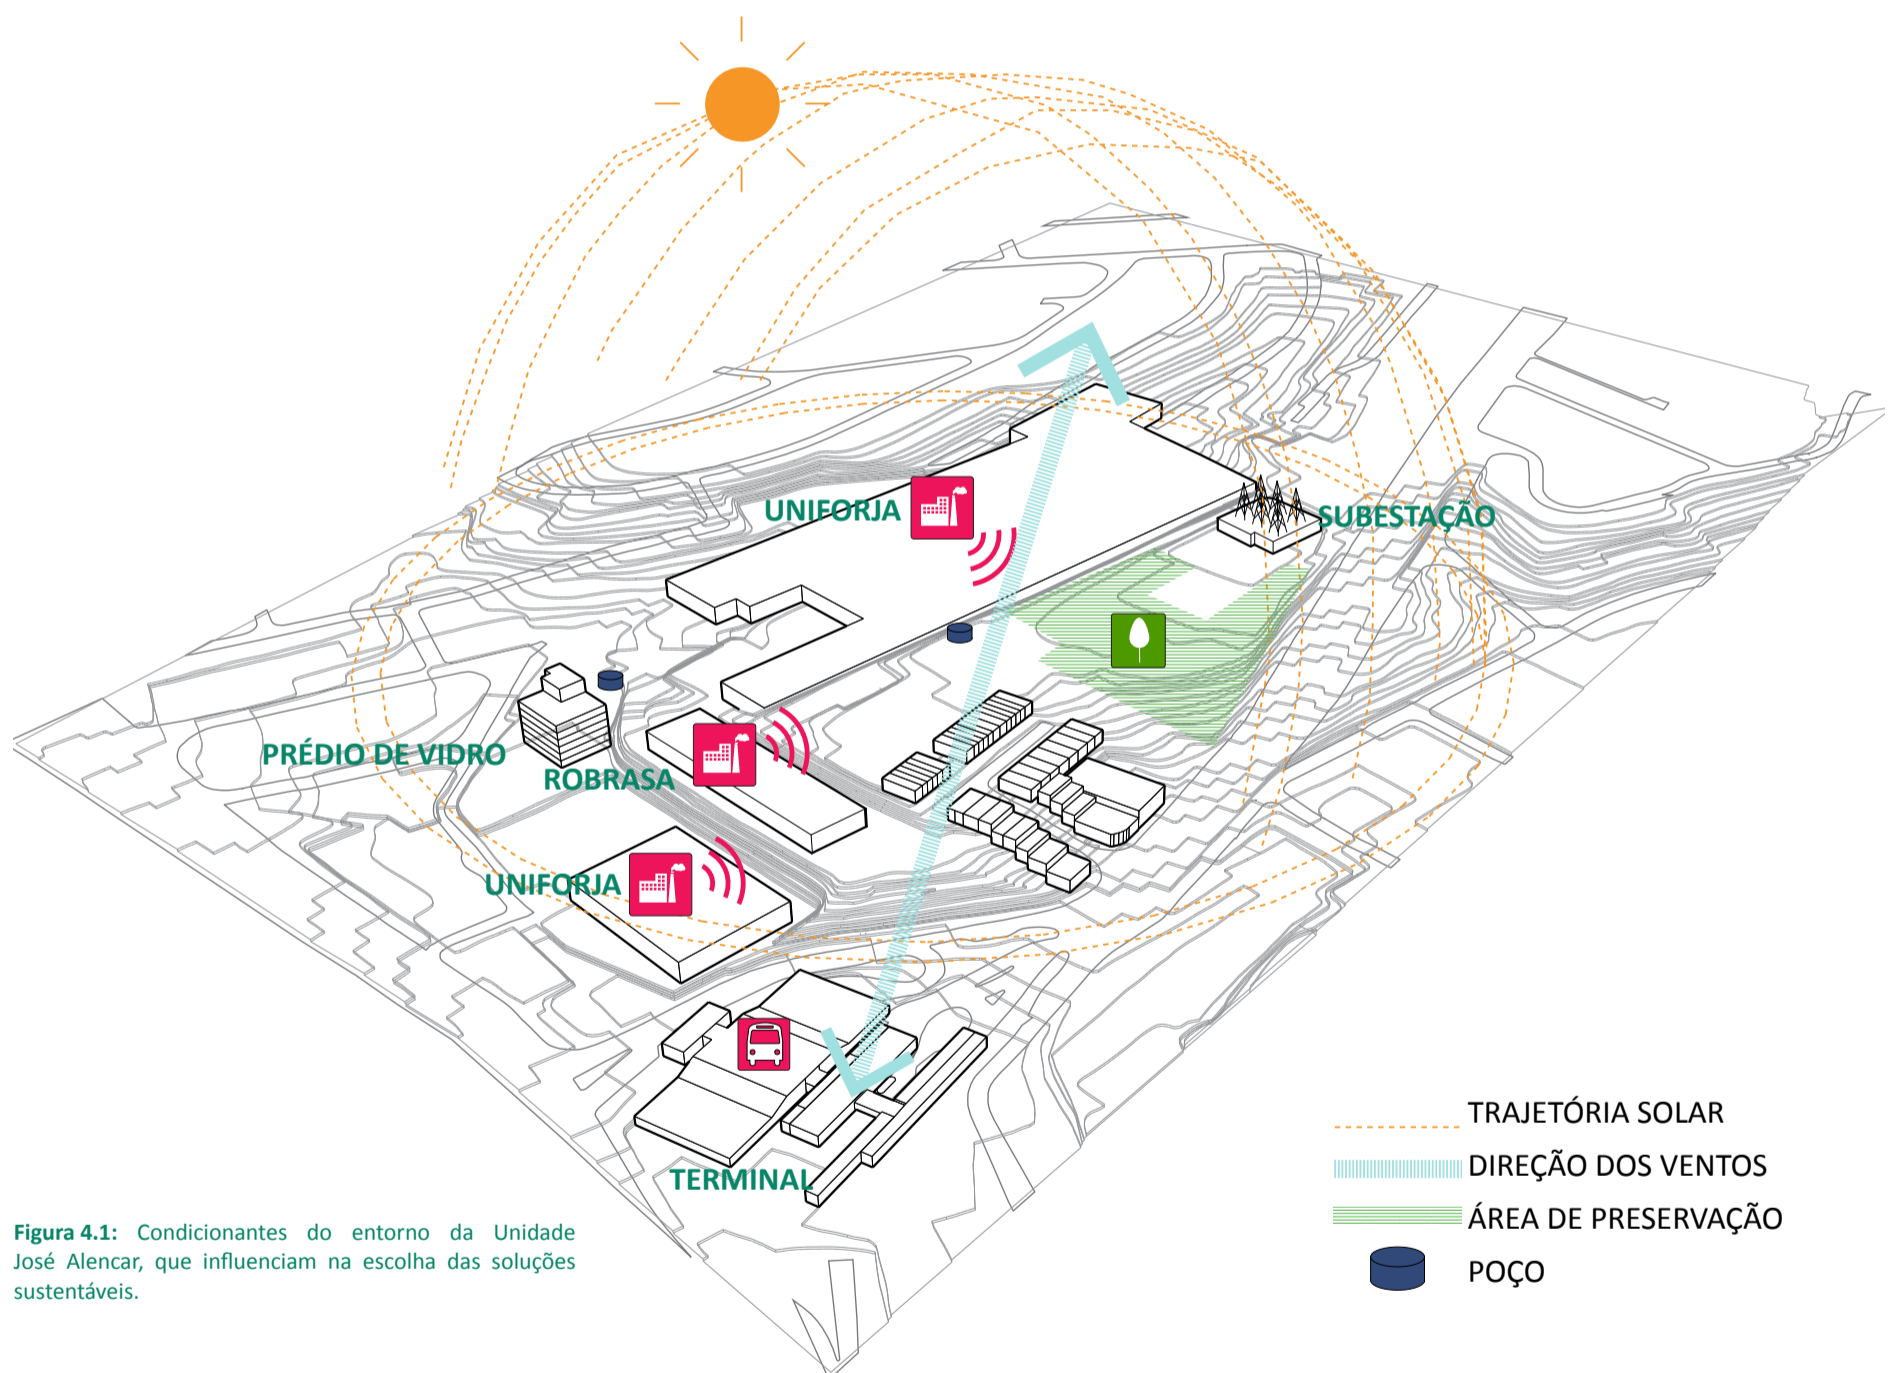 UNIFORJA
SUBESTAÇÃO
PRÉDIO DE VIDRO
ROBRASA
UNIFORJA
TERMINAL
TRAJETÓRIA SOLAR
DIREÇÃO DOS VENTOS
ÁREA DE PRESERVAÇÃO
POÇO
Figura 4.1: Condicionantes do entorno da Unidade
José Alencar, que influenciam na escolha das soluções
sustentáveis.